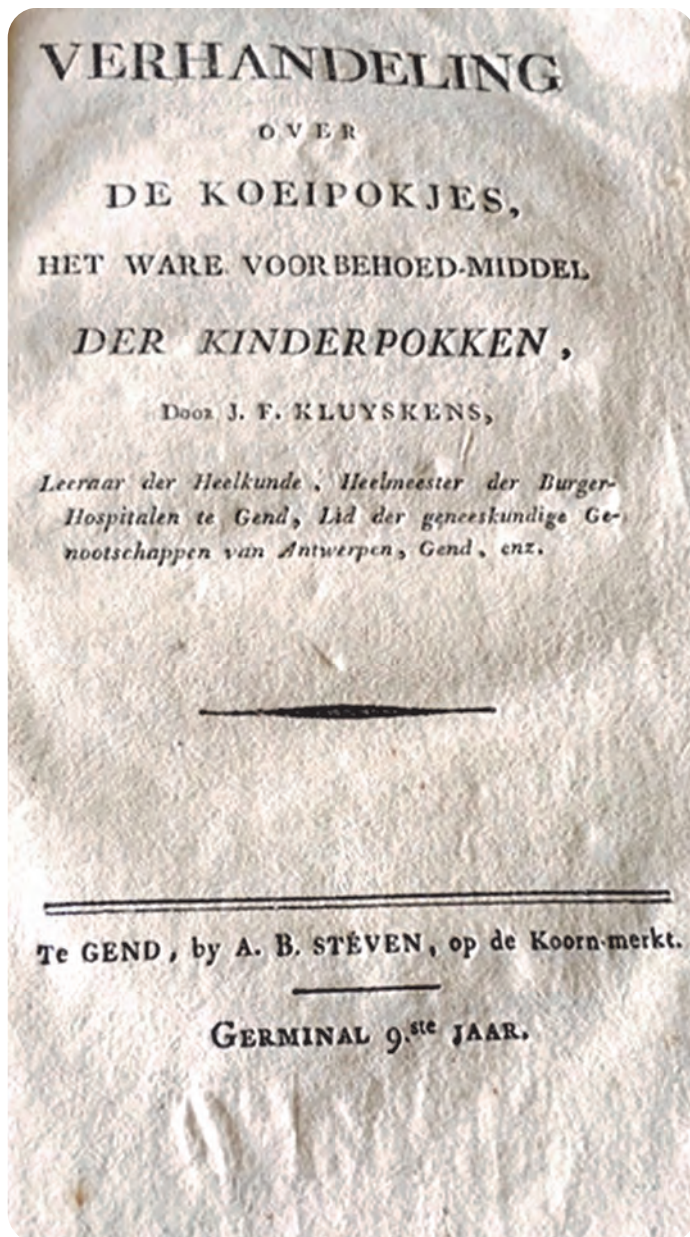 VERHANDELING
OVER
DE KOEIPOKJES,
HET WARE VOORBEHOED-MIDDEL
DER KINDERPOKKEN,
Door J. F. KLUYSKENS,
Leeraar der Heelkunde, Heelmeester der Burger-
Hospitalen te Gend, Lid der geneeskundige Ge-
nootschappen van Antwerpen, Gend, enz.
Te GEND, by A. B. STÉVEN, op de Koorn-merkt.
GERMINAL 9.ste JAAR.